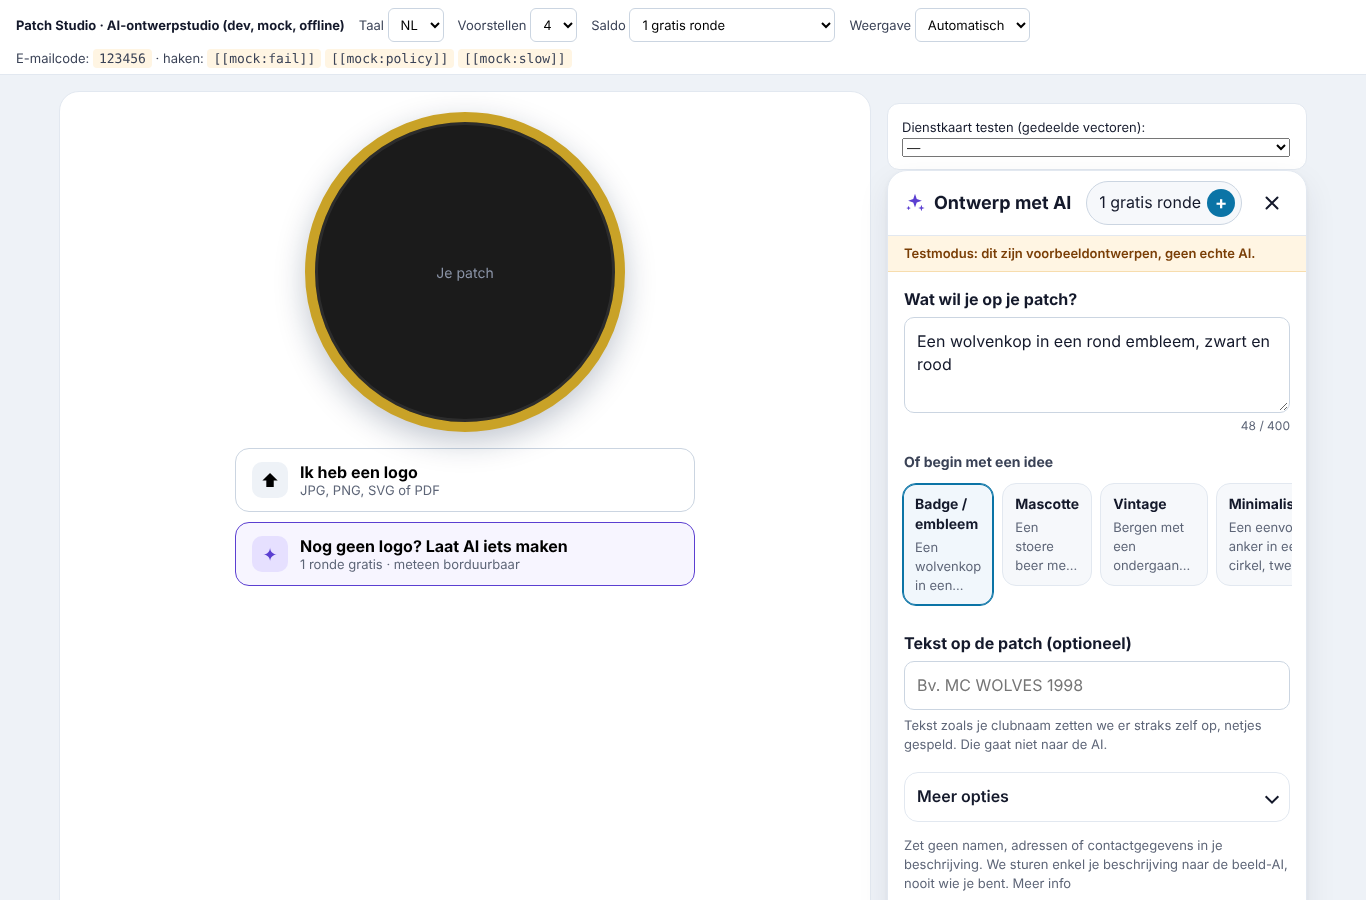 Patch Studio · AI-ontwerpstudio (dev, mock, offline) Taal NL Voorstellen 4 Saldo 1 gratis ronde Weergave Automatisch
E-mailcode: 123456 · haken: [[mock:fail]] [[mock:policy]] [[mock:slow]]
Je patch
Ik heb een logo
JPG, PNG, SVG of PDF
Nog geen logo? Laat AI iets maken
1 ronde gratis · meteen borduurbaar
Dienstkaart testen (gedeelde vectoren):
—
Ontwerp met AI 1 gratis ronde +
Testmodus: dit zijn voorbeeldontwerpen, geen echte AI.
Wat wil je op je patch?
Een wolvenkop in een rond embleem, zwart en
rood
48 / 400
Of begin met een idee
Badge /
embleem
Een
wolvenkop
in een...
Mascotte
Een
stoere
beer me...
Vintage
Bergen met
een
ondergaan...
Minimalis
Een eenvo
anker in ee
cirkel, twe
Tekst op de patch (optioneel)
Bv. MC WOLVES 1998
Tekst zoals je clubnaam zetten we er straks zelf op, netjes
gespeld. Die gaat niet naar de AI.
Meer opties
Zet geen namen, adressen of contactgegevens in je
beschrijving. We sturen enkel je beschrijving naar de beeld-AI,
nooit wie je bent. Meer info